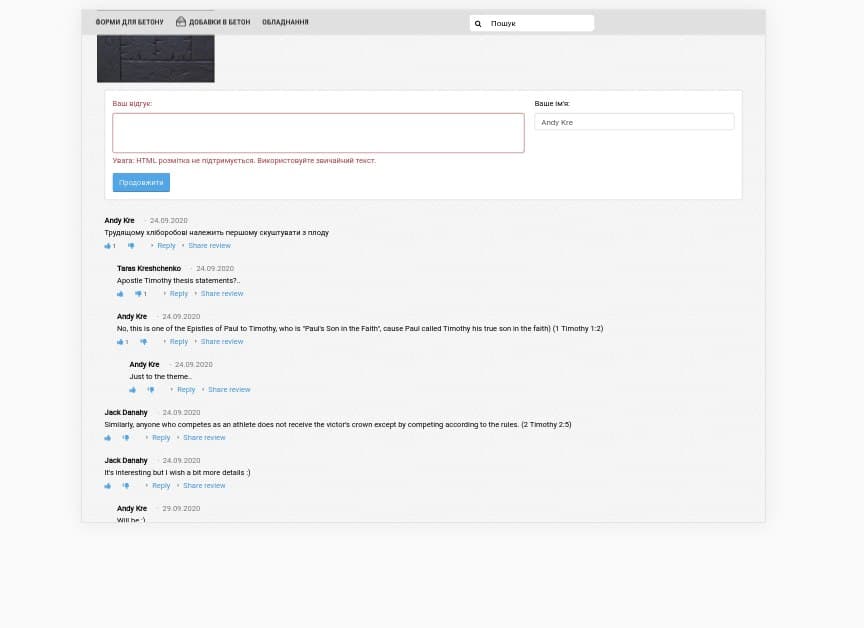 ФОРМИ ДЛЯ БЕТОНУ ДОБАВКИ В БЕТОН ОБЛАДНАННЯ Пошук
Ваш відгук: Ваше ім'я:
Andy Kre
Увага: HTML розмітка не підтримується. Використовуйте звичайний текст.
Продовжити
Andy Kre · 24.09.2020
Трудящому хліборобові належить першому скуштувати з плоду
1 • Reply • Share review
Taras Kreshchenko · 24.09.2020
Apostle Timothy thesis statements?..
1 • Reply • Share review
Andy Kre · 24.09.2020
No, this is one of the Epistles of Paul to Timothy, who is "Paul's Son in the Faith", cause Paul called Timothy his true son in the faith) (1 Timothy 1:2)
1 • Reply • Share review
Andy Kre · 24.09.2020
Just to the theme..
• Reply • Share review
Jack Danahy · 24.09.2020
Similarly, anyone who competes as an athlete does not receive the victor's crown except by competing according to the rules. (2 Timothy 2:5)
• Reply • Share review
Jack Danahy · 24.09.2020
It's interesting but I wish a bit more details :)
• Reply • Share review
Andy Kre · 29.09.2020
Will be :)